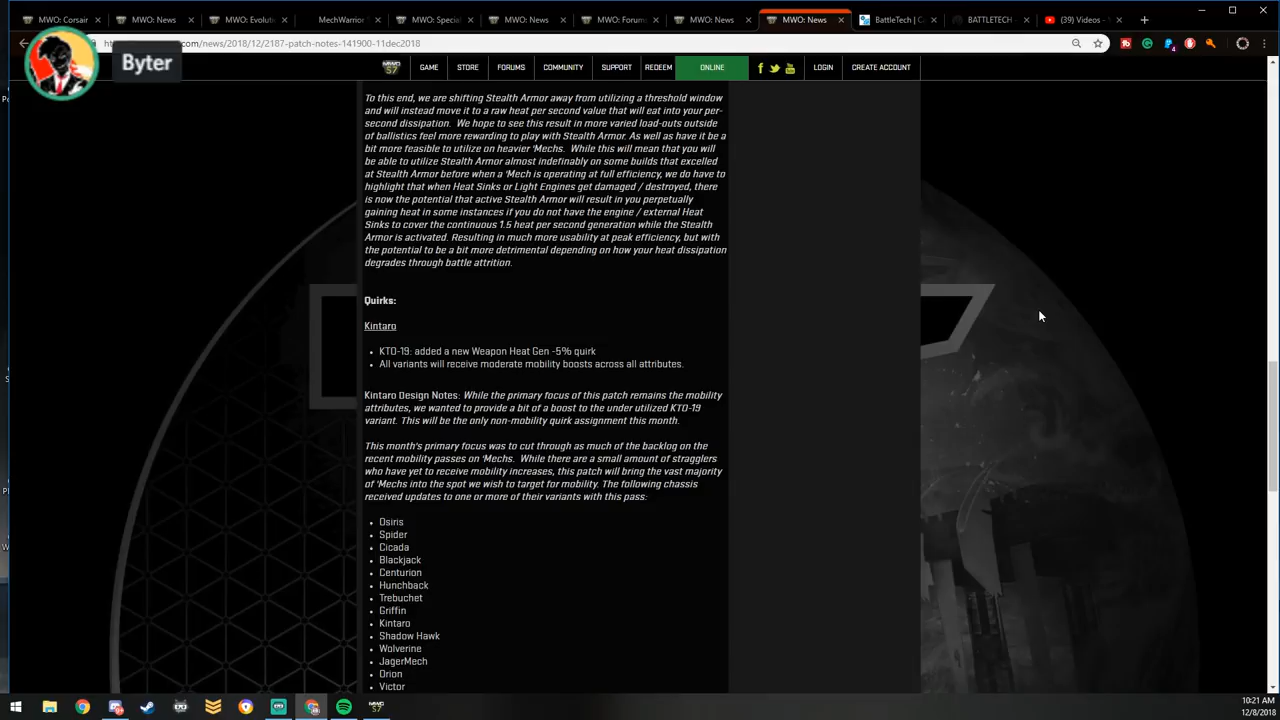 MWO: Corsair
MWO: News
MWO: Evoluti
MechWarrior
MWO: Special
MWO: News
MWO: Forum
MWO: News
MWO: News
BattleTech | C
BATTLETECH
(39) Videos -
.com/news/2018/12/2187-patch-notes-141900-11dec2018
Byter
MWO 57
GAME
STORE
FORUMS
COMMUNITY
SUPPORT
REDEEM
ONLINE
LOGIN
CREATE ACCOUNT
To this end, we are shifting Stealth Armor away from utilizing a threshold window
and will instead move it to a raw heat per second value that will eat into your per-
second dissipation. We hope to see this result in more varied load-outs outside
of ballistics feel more rewarding to play with Stealth Armor. As well as have it be a
bit more feasible to utilize on heavier 'Mechs. While this will mean that you will
be able to utilize Stealth Armor almost indefinably on some builds that excelled
at Stealth Armor before when a 'Mech is operating at full efficiency, we do have to
highlight that when Heat Sinks or Light Engines get damaged / destroyed, there
is now the potential that active Stealth Armor will result in you perpetually
gaining heat in some instances if you do not have the engine / external Heat
Sinks to cover the continuous 1.5 heat per second generation while the Stealth
Armor is activated. Resulting in much more usability at peak efficiency, but with
the potential to be a bit more detrimental depending on how your heat dissipation
degrades through battle attrition.
Quirks:
Kintaro
• KTO-19: added a new Weapon Heat Gen -5% quirk
• All variants will receive moderate mobility boosts across all attributes.
Kintaro Design Notes: While the primary focus of this patch remains the mobility
attributes, we wanted to provide a bit of a boost to the under utilized KTO-19
variant. This will be the only non-mobility quirk assignment this month.
This month's primary focus was to cut through as much of the backlog on the
recent mobility passes on 'Mechs. While there are a small amount of stragglers
who have yet to receive mobility increases, this patch will bring the vast majority
of 'Mechs into the spot we wish to target for mobility. The following chassis
received updates to one or more of their variants with this pass:
• Osiris
• Spider
• Cicada
• Blackjack
• Centurion
• Hunchback
• Trebuchet
• Griffin
• Kintaro
• Shadow Hawk
• Wolverine
• JagerMech
• Orion
• Victor
10:21 AM
12/8/2018